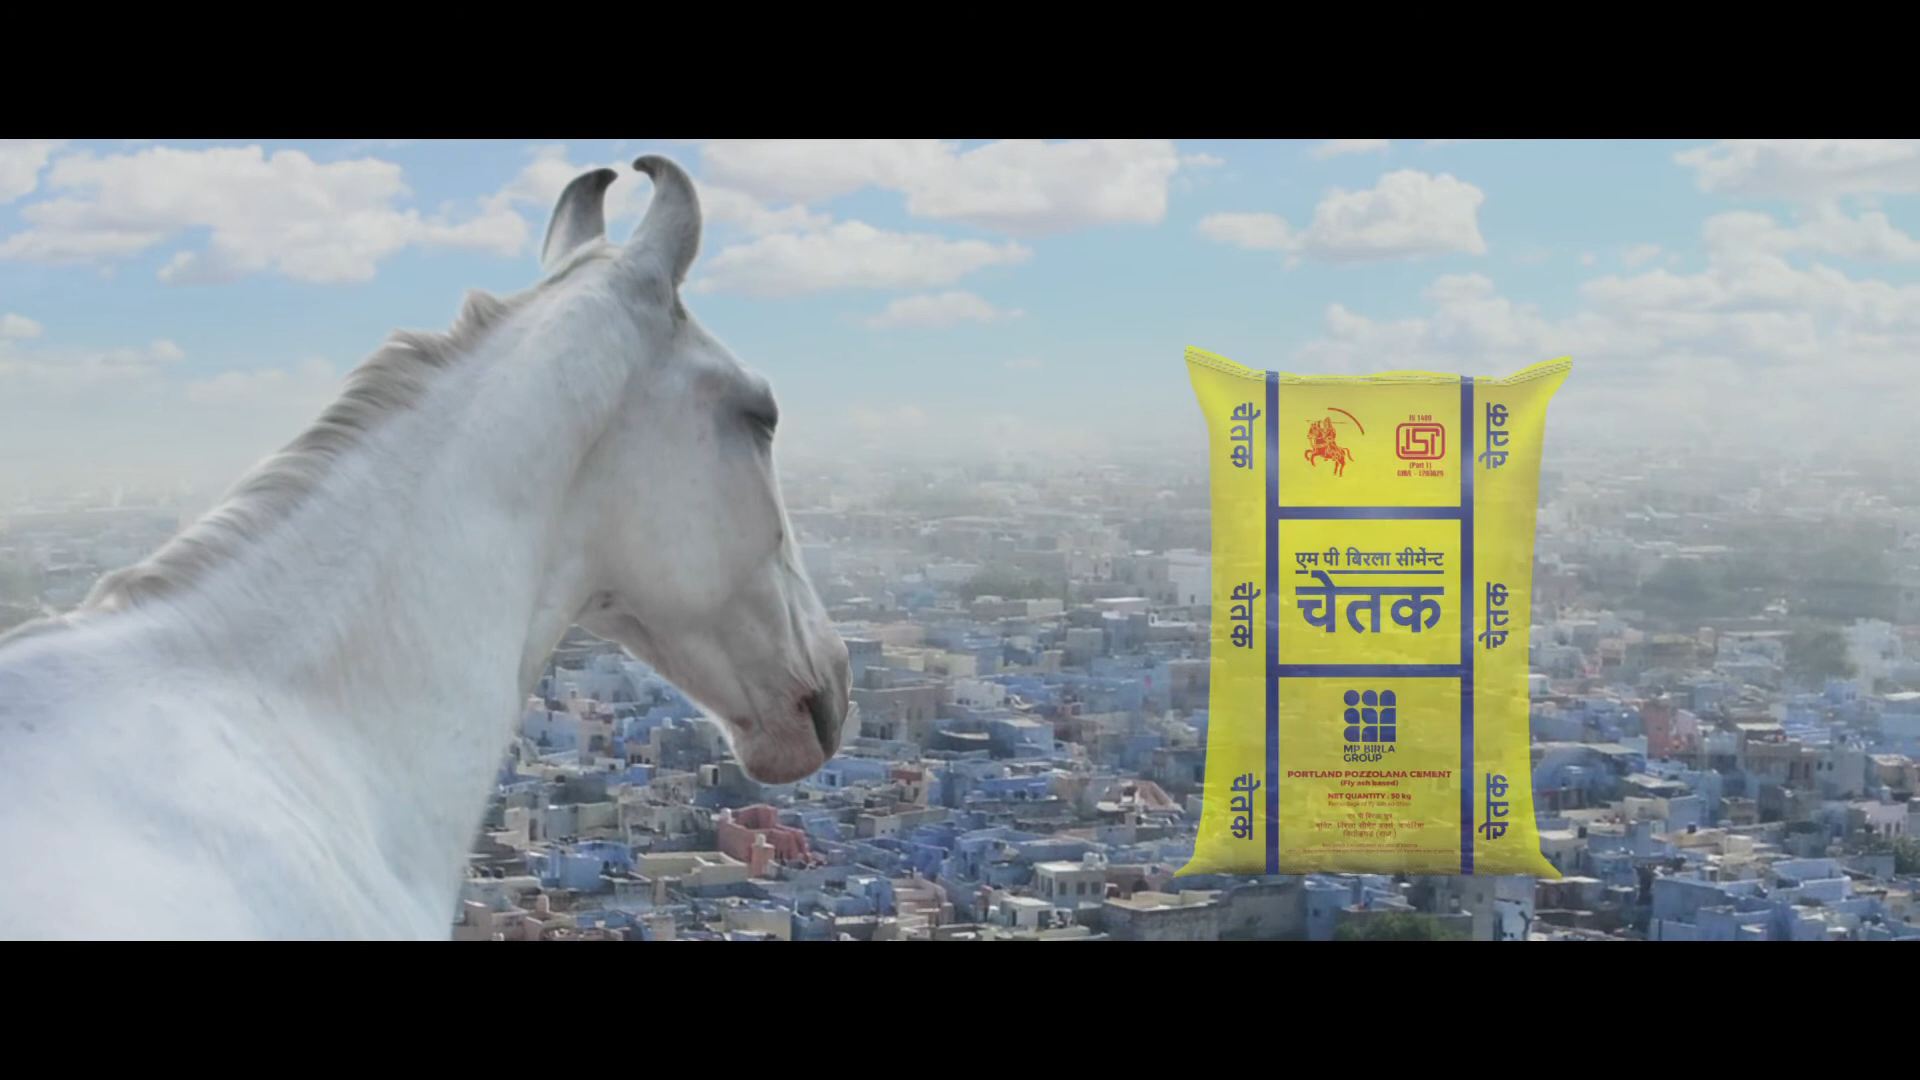 चेतक
चेतक
IS 1489
ISI
(Part 1)
एम पी बिरला सीमेंन्ट
चेतक
चेतक
चेतक
MP BIRLA
GROUP
PORTLAND POZZOLANA CEMENT
(Fly ash based)
NET QUANTITY : 50 kg
चेतक
चेतक